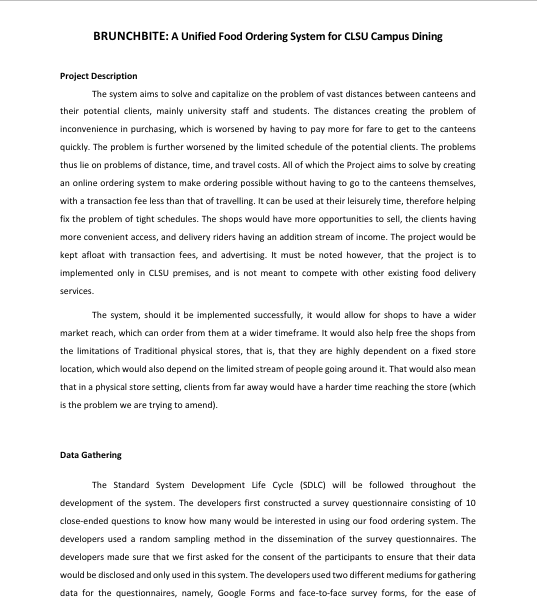 BRUNCHBITE: A Unified Food Ordering System for CLSU Campus Dining
Project Description
The system aims to solve and capitalize on the problem of vast distances between canteens and
their potential clients, mainly university staff and students. The distances creating the problem of
inconvenience in purchasing, which is worsened by having to pay more for fare to get to the canteens
quickly. The problem is further worsened by the limited schedule of the potential clients. The problems
thus lie on problems of distance, time, and travel costs. All of which the Project aims to solve by creating
an online ordering system to make ordering possible without having to go to the canteens themselves,
with a transaction fee less than that of travelling. It can be used at their leisurely time, therefore helping
fix the problem of tight schedules. The shops would have more opportunities to sell, the clients having
more convenient access, and delivery riders having an addition stream of income. The project would be
kept afloat with transaction fees, and advertising. It must be noted however, that the project is to
implemented only in CLSU premises, and is not meant to compete with other existing food delivery
services.
The system, should it be implemented successfully, it would allow for shops to have a wider
market reach, which can order from them at a wider timeframe. It would also help free the shops from
the limitations of Traditional physical stores, that is, that they are highly dependent on a fixed store
location, which would also depend on the limited stream of people going around it. That would also mean
that in a physical store setting, clients from far away would have a harder time reaching the store (which
is the problem we are trying to amend).
Data Gathering
The Standard System Development Life Cycle (SDLC) will be followed throughout the
development of the system. The developers first constructed a survey questionnaire consisting of 10
close-ended questions to know how many would be interested in using our food ordering system. The
developers used a random sampling method in the dissemination of the survey questionnaires. The
developers made sure that we first asked for the consent of the participants to ensure that their data
would be disclosed and only used in this system. The developers used two different mediums for gathering
data for the questionnaires, namely, Google Forms and face-to-face survey forms, for the ease of